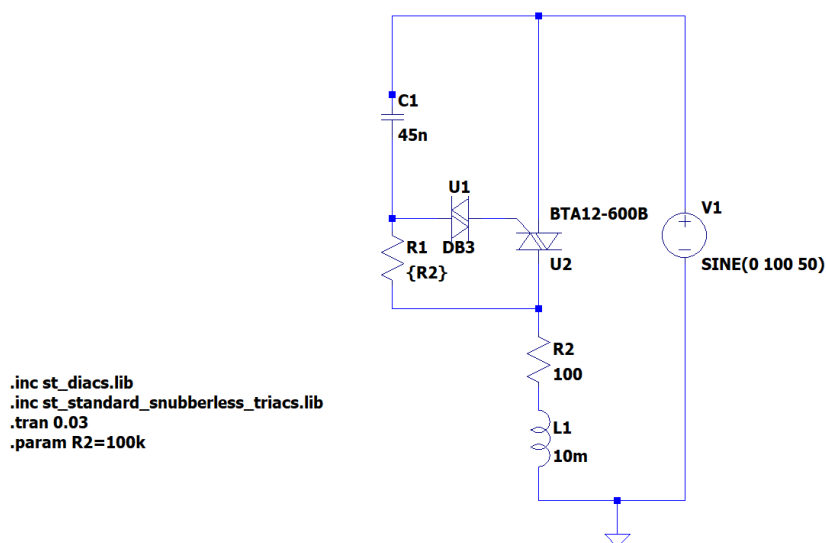 C1
45n
U1
DB3
BTA12-600B
U2
V1
+
−
SINE(0 100 50)
R1
{R2}
R2
100
L1
10m
.inc st_diacs.lib
.inc st_standard_snubberless_triacs.lib
.tran 0.03
.param R2=100k